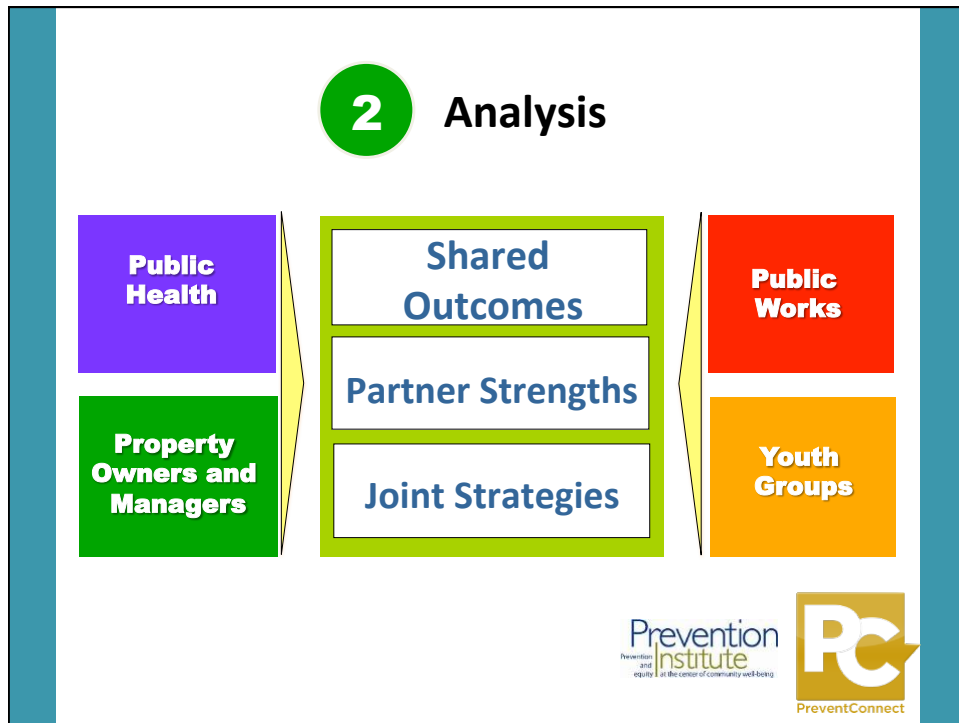 2 Analysis
Public
Health
Property
Owners and
Managers
Shared
Outcomes
Partner Strengths
Joint Strategies
Public
Works
Youth
Groups
Prevention
Prevention
and
equity
Institute
at the center of community well-being
PC
PreventConnect